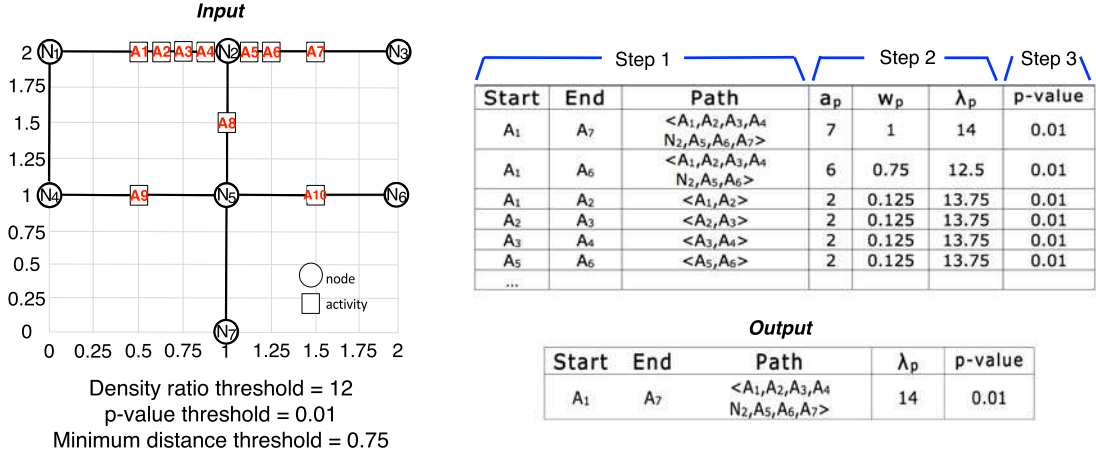 Input
2 N1 A1 A2 A3 A4 N2 A5 A6 A7 N3
1.75
1.5 A8
1.25
1 N4 A9 N5 A10 N6
0.75
0.5 node
0.25 activity
0 N7
0 0.25 0.5 0.75 1 1.25 1.5 1.75 2
Density ratio threshold = 12
p-value threshold = 0.01
Minimum distance threshold = 0.75
Step 1 Step 2 Step 3
Start End Path aₚ wₚ λₚ p-value
A₁ A₇ <A₁,A₂,A₃,A₄ 7 1 14 0.01
N₂,A₅,A₆,A₇>
A₁ A₆ <A₁,A₂,A₃,A₄ 6 0.75 12.5 0.01
N₂,A₅,A₆>
A₁ A₂ <A₁,A₂> 2 0.125 13.75 0.01
A₂ A₃ <A₂,A₃> 2 0.125 13.75 0.01
A₃ A₄ <A₃,A₄> 2 0.125 13.75 0.01
A₅ A₆ <A₅,A₆> 2 0.125 13.75 0.01
...
Output
Start End Path λₚ p-value
A₁ A₇ <A₁,A₂,A₃,A₄ 14 0.01
N₂,A₅,A₆,A₇>